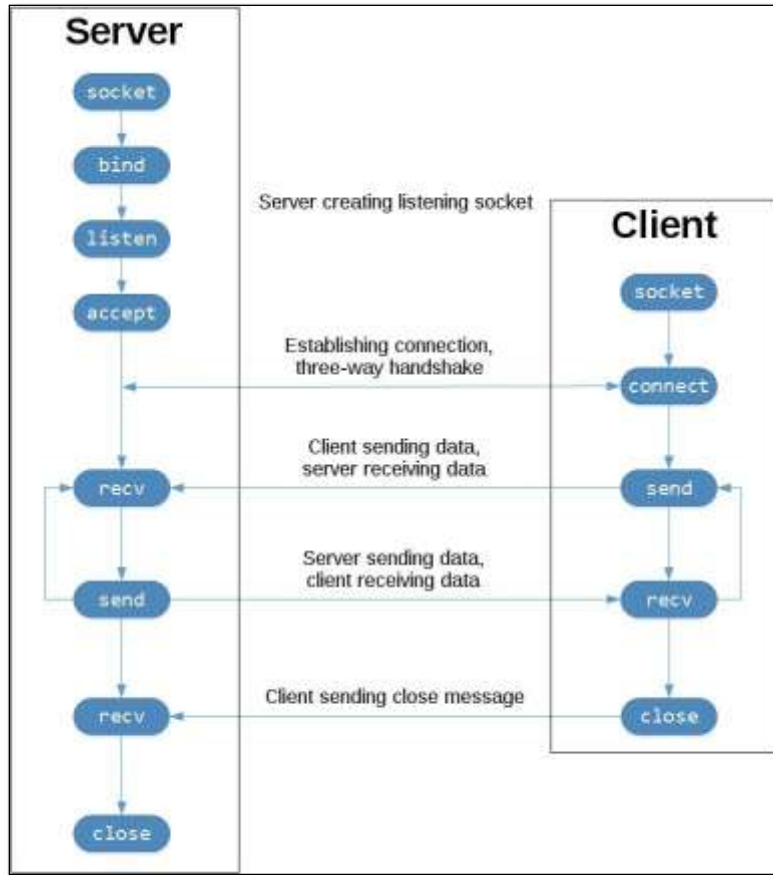 Server
socket
bind
Server creating listening socket
listen
Client
accept
socket
Establishing connection,
three-way handshake
connect
Client sending data,
server receiving data
recv
send
Server sending data,
client receiving data
send
recv
Client sending close message
recv
close
close